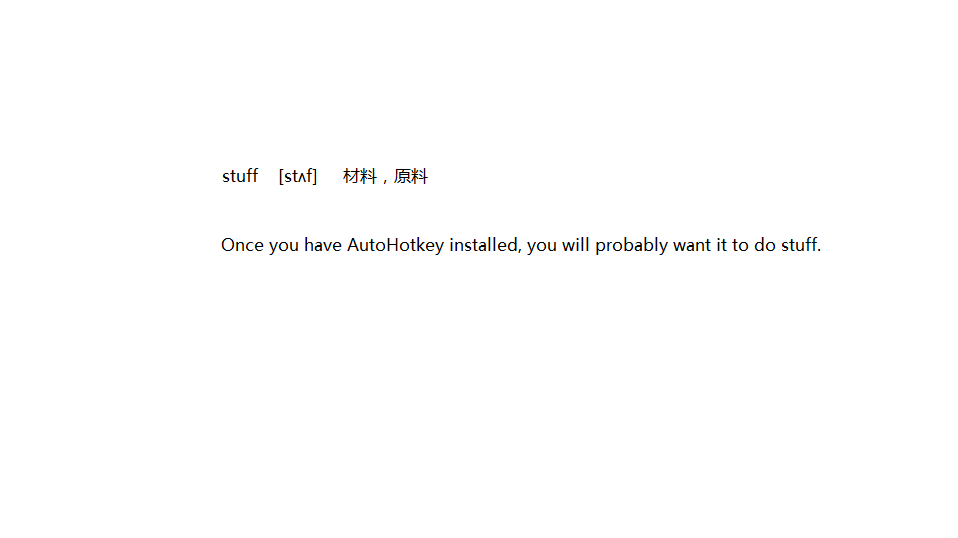 stuff [stʌf] 材料，原料
Once you have AutoHotkey installed, you will probably want it to do stuff.